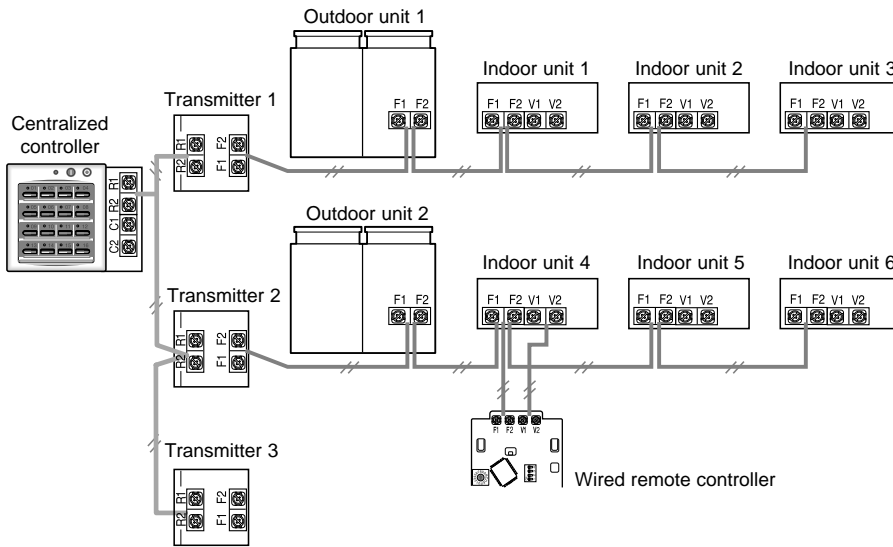 Outdoor unit 1
Indoor unit 1
Indoor unit 2
Indoor unit 3
Transmitter 1
F1 F2
F1 F2 V1 V2
F1 F2 V1 V2
F1 F2 V1 V2
Centralized
controller
R1
R2
F2
F1
R1
R2
C1
C2
Outdoor unit 2
Indoor unit 4
Indoor unit 5
Indoor unit 6
Transmitter 2
F1 F2
F1 F2 V1 V2
F1 F2 V1 V2
F1 F2 V1 V2
R1
R2
F2
F1
F1 F2 V1 V2
Transmitter 3
Wired remote controller
R1
R2
F2
F1